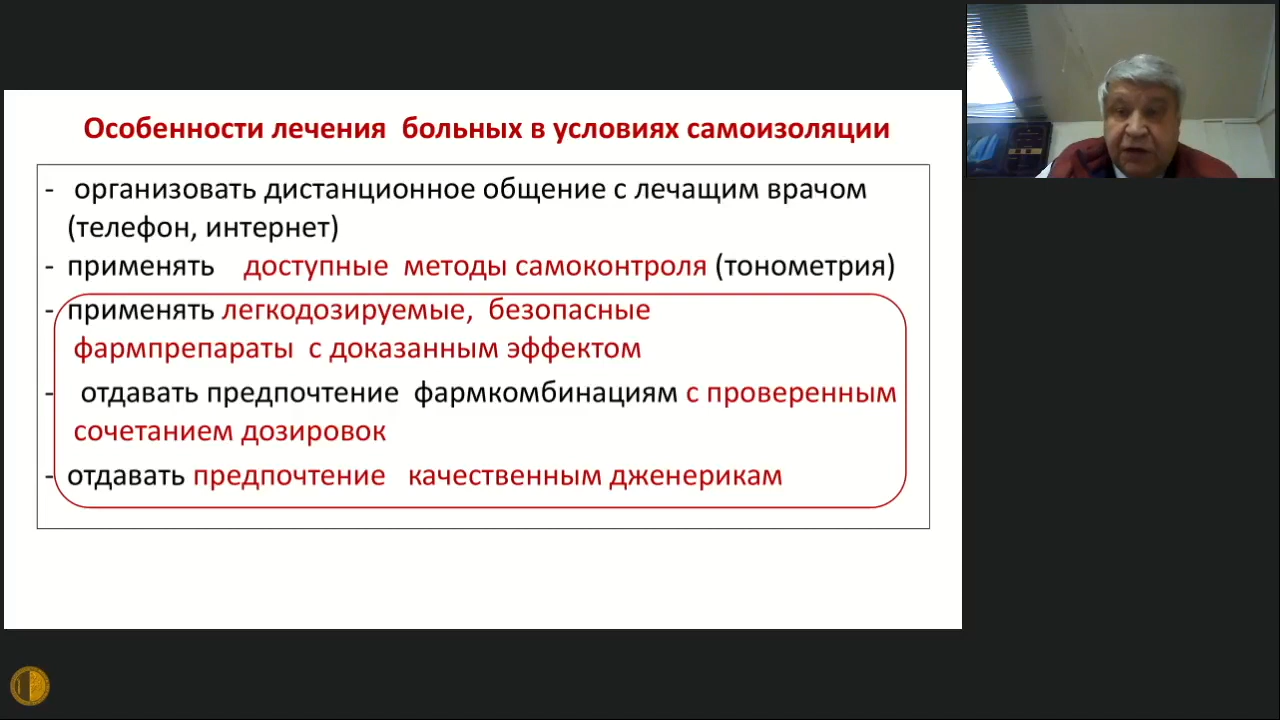 Особенности лечения больных в условиях самоизоляции
- организовать дистанционное общение с лечащим врачом
(телефон, интернет)
- применять доступные методы самоконтроля (тонометрия)
- применять легкодозируемые, безопасные
фармпрепараты с доказанным эффектом
- отдавать предпочтение фармкомбинациям с проверенным
сочетанием дозировок
- отдавать предпочтение качественным дженерикам